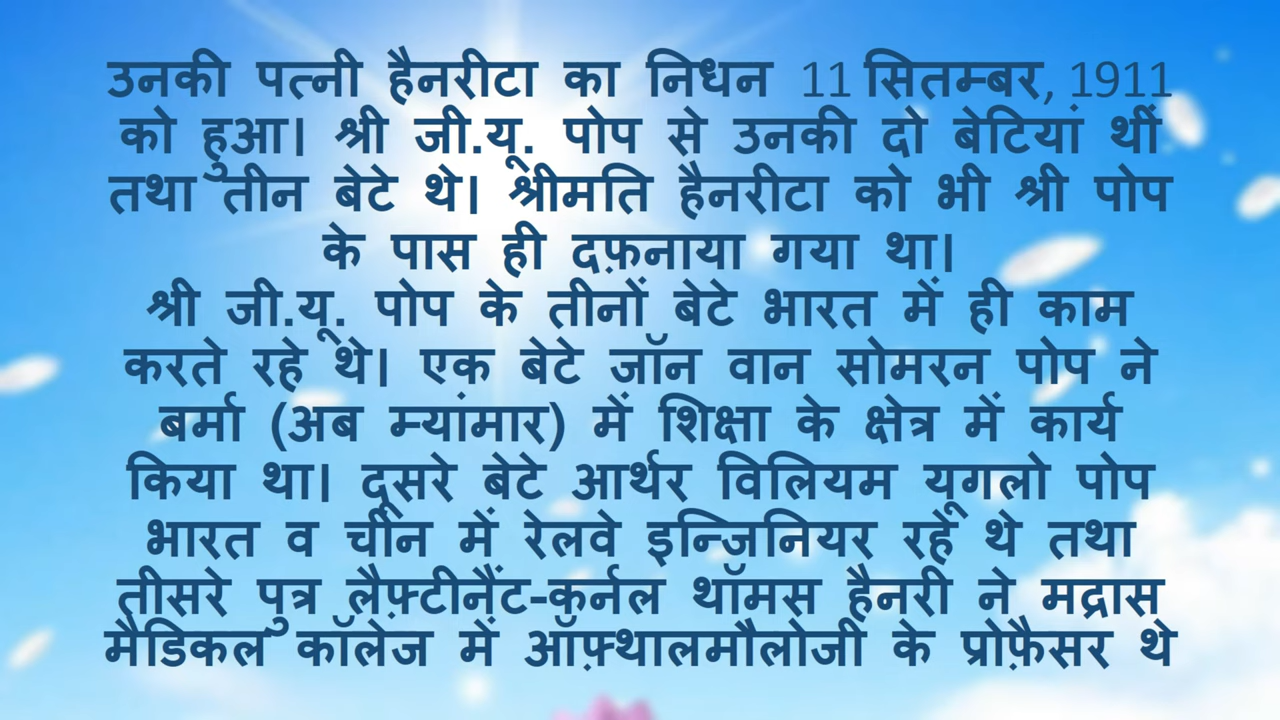 उनकी पत्नी हैनरीटा का निधन 11 सितम्बर, 1911
को हुआ। श्री जी.यू. पोप से उनकी दो बेटियां थीं
तथा तीन बेटे थे। श्रीमति हैनरीटा को भी श्री पोप
के पास ही दफ़नाया गया था।
श्री जी.यू. पोप के तीनों बेटे भारत में ही काम
करते रहे थे। एक बेटे जॉन वान सोमरन पोप ने
बर्मा (अब म्यांमार) में शिक्षा के क्षेत्र में कार्य
किया था। दूसरे बेटे आर्थर विलियम यूगलो पोप
भारत व चीन में रेलवे इन्जिनियर रहे थे तथा
तीसरे पुत्र लैफ़्टीनैंट-कर्नल थॉमस हैनरी ने मद्रास
मैडिकल कॉलेज में ऑफ़्थालमौलोजी के प्रोफ़ैसर थे